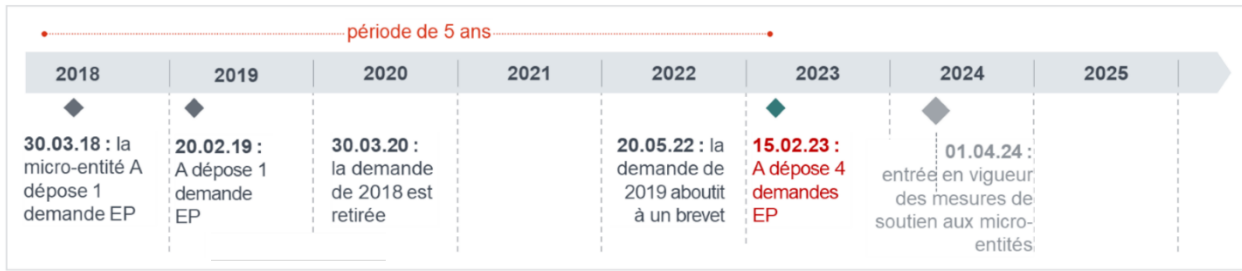 période de 5 ans
2018 2019 2020 2021 2022 2023 2024 2025
30.03.18 : la
micro-entité A
dépose 1
demande EP
20.02.19 :
A dépose 1
demande
EP
30.03.20 :
la demande
de 2018 est
retirée
20.05.22 : la
demande de
2019 aboutit
à un brevet
15.02.23 :
A dépose 4
demandes
EP
01.04.24 :
entrée en vigueur
des mesures de
soutien aux micro-
entités